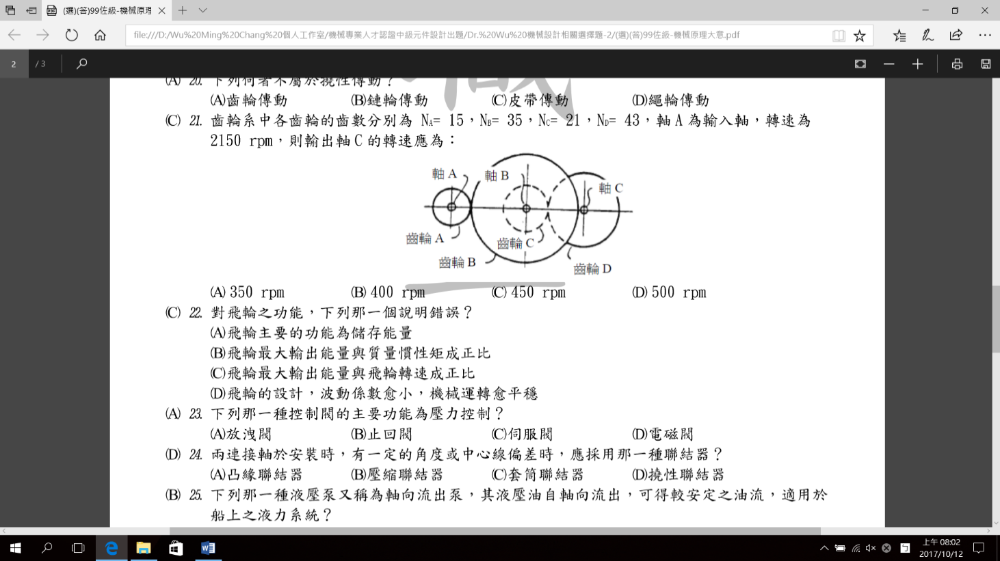 (選)(答)99佐級-機械原理
file:///D:/Wu%20Ming%20Chang%20個人工作室/機械專業人才認證中級元件設計出題/Dr.%20Wu%20機械設計相關選擇題-2/(選)(答)99佐級-機械原理大意.pdf
2 / 3
(A) 20. 下列何者不屬於撓性傳動？
(A)齒輪傳動 (B)鏈輪傳動 (C)皮帶傳動 (D)繩輪傳動
(C) 21. 齒輪系中各齒輪的齒數分別為 NA= 15，NB= 35，NC= 21，ND= 43，軸 A 為輸入軸，轉速為
2150 rpm，則輸出軸 C 的轉速應為：
軸 A 軸 B 軸 C
齒輪 A 齒輪 C
齒輪 B 齒輪 D
(A) 350 rpm (B) 400 rpm (C) 450 rpm (D) 500 rpm
(C) 22. 對飛輪之功能，下列那一個說明錯誤？
(A)飛輪主要的功能為儲存能量
(B)飛輪最大輸出能量與質量慣性矩成正比
(C)飛輪最大輸出能量與飛輪轉速成正比
(D)飛輪的設計，波動係數愈小，機械運轉愈平穩
(A) 23. 下列那一種控制閥的主要功能為壓力控制？
(A)放洩閥 (B)止回閥 (C)伺服閥 (D)電磁閥
(D) 24. 兩連接軸於安裝時，有一定的角度或中心線偏差時，應採用那一種聯結器？
(A)凸緣聯結器 (B)壓縮聯結器 (C)套筒聯結器 (D)撓性聯結器
(B) 25. 下列那一種液壓泵又稱為軸向流出泵，其液壓油自軸向流出，可得較安定之油流，適用於
船上之液力系統？
上午 08:02
2017/10/12